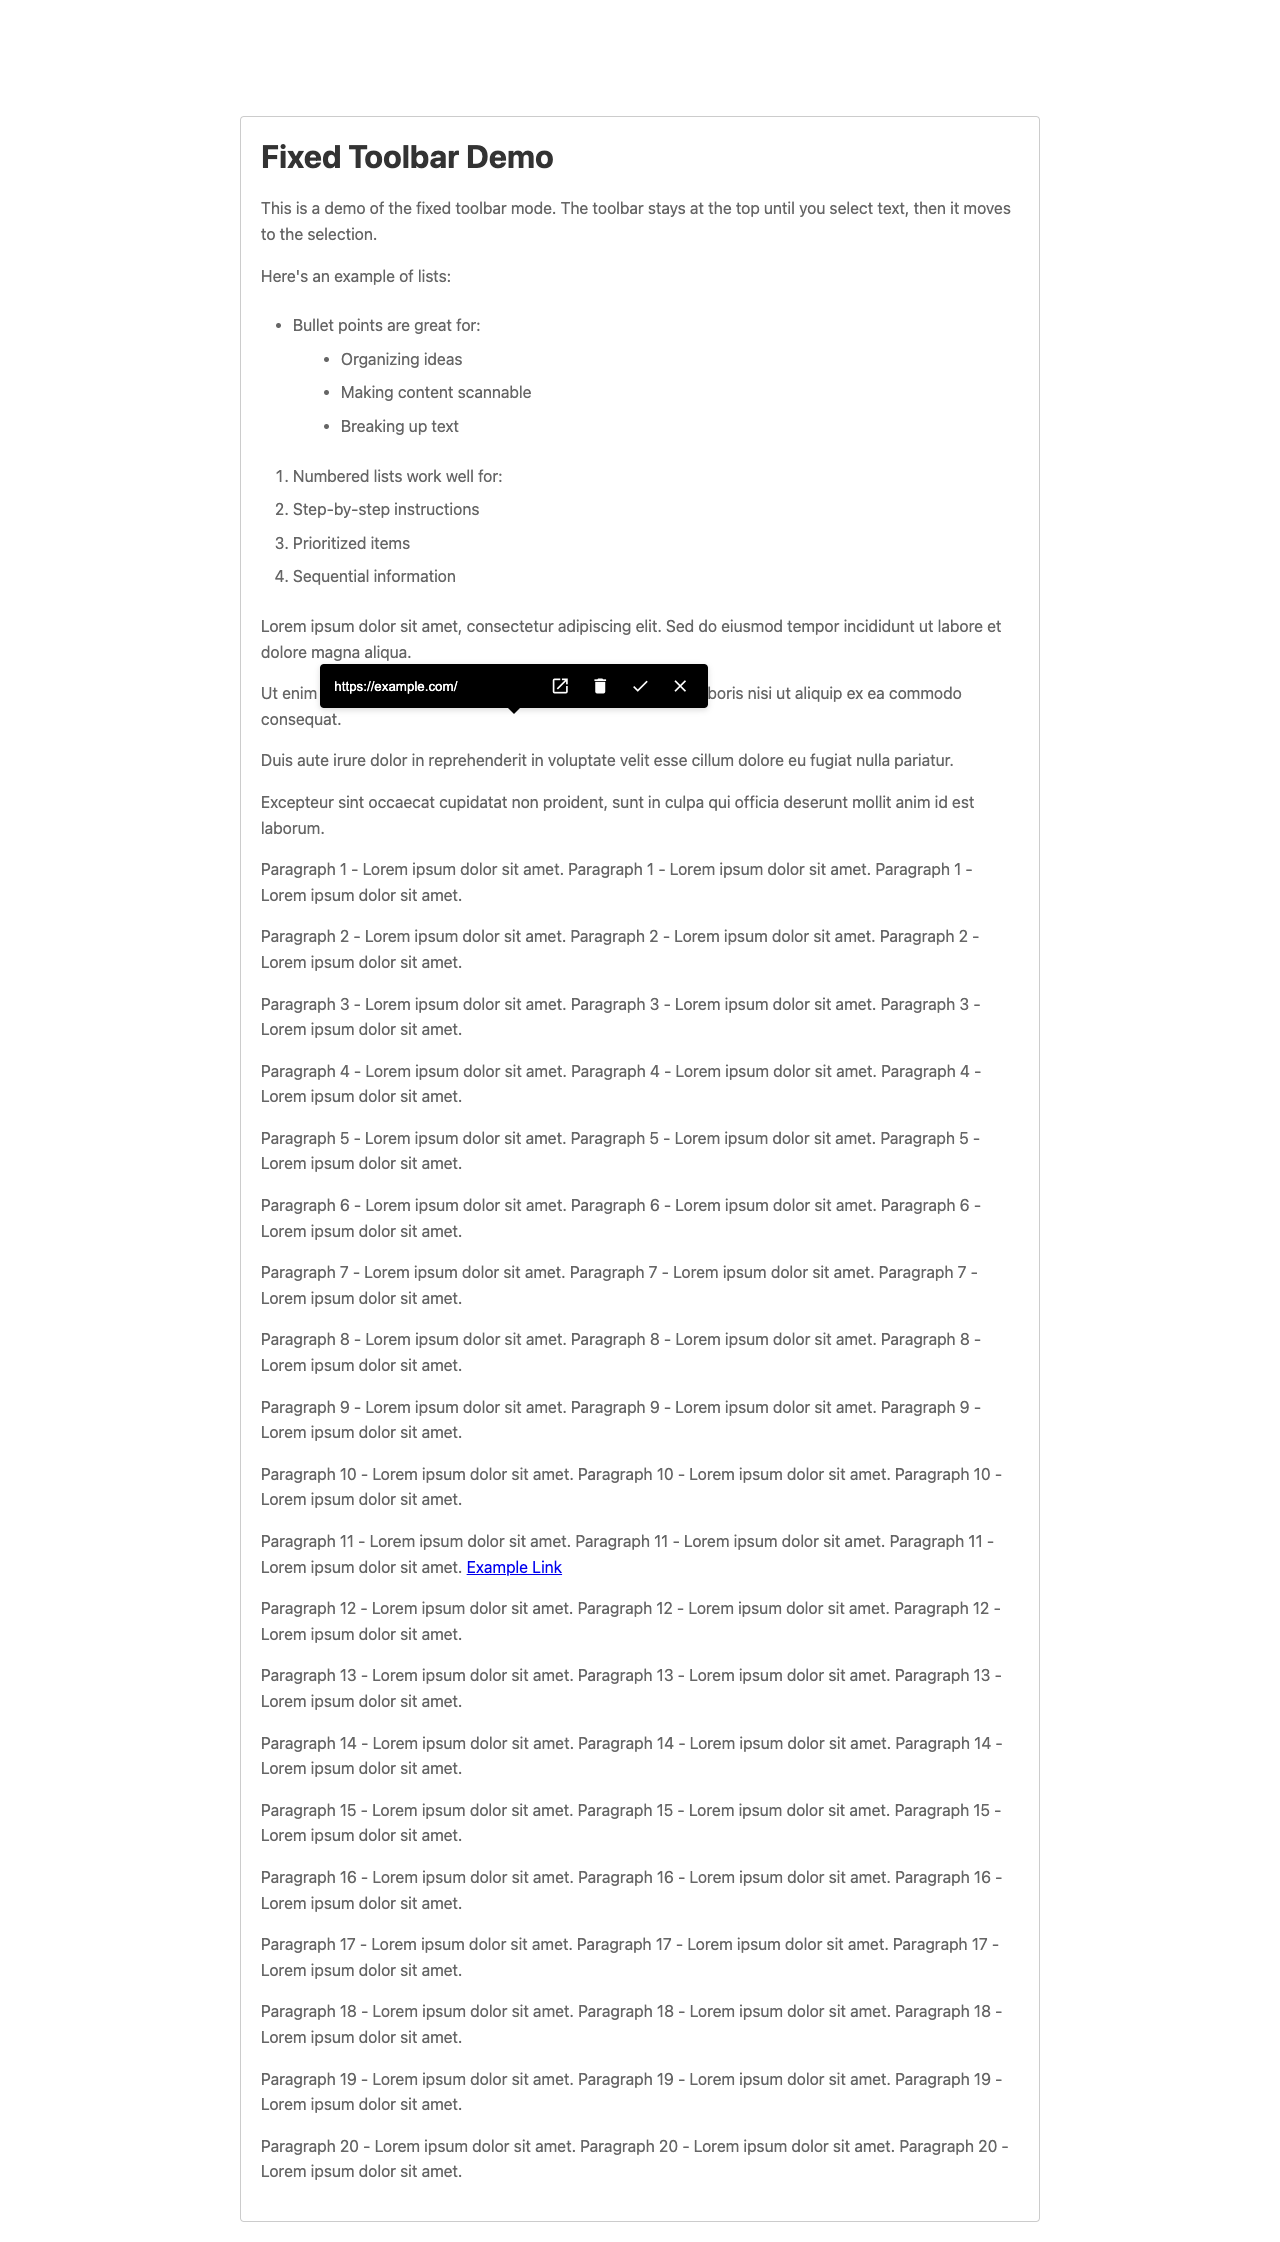 Fixed Toolbar Demo
This is a demo of the fixed toolbar mode. The toolbar stays at the top until you select text, then it moves
to the selection.
Here's an example of lists:
• Bullet points are great for:
• Organizing ideas
• Making content scannable
• Breaking up text
1. Numbered lists work well for:
2. Step-by-step instructions
3. Prioritized items
4. Sequential information
Lorem ipsum dolor sit amet, consectetur adipiscing elit. Sed do eiusmod tempor incididunt ut labore et
dolore magna aliqua.
https://example.com/
Ut enim boris nisi ut aliquip ex ea commodo
consequat.
Duis aute irure dolor in reprehenderit in voluptate velit esse cillum dolore eu fugiat nulla pariatur.
Excepteur sint occaecat cupidatat non proident, sunt in culpa qui officia deserunt mollit anim id est
laborum.
Paragraph 1 - Lorem ipsum dolor sit amet. Paragraph 1 - Lorem ipsum dolor sit amet. Paragraph 1 -
Lorem ipsum dolor sit amet.
Paragraph 2 - Lorem ipsum dolor sit amet. Paragraph 2 - Lorem ipsum dolor sit amet. Paragraph 2 -
Lorem ipsum dolor sit amet.
Paragraph 3 - Lorem ipsum dolor sit amet. Paragraph 3 - Lorem ipsum dolor sit amet. Paragraph 3 -
Lorem ipsum dolor sit amet.
Paragraph 4 - Lorem ipsum dolor sit amet. Paragraph 4 - Lorem ipsum dolor sit amet. Paragraph 4 -
Lorem ipsum dolor sit amet.
Paragraph 5 - Lorem ipsum dolor sit amet. Paragraph 5 - Lorem ipsum dolor sit amet. Paragraph 5 -
Lorem ipsum dolor sit amet.
Paragraph 6 - Lorem ipsum dolor sit amet. Paragraph 6 - Lorem ipsum dolor sit amet. Paragraph 6 -
Lorem ipsum dolor sit amet.
Paragraph 7 - Lorem ipsum dolor sit amet. Paragraph 7 - Lorem ipsum dolor sit amet. Paragraph 7 -
Lorem ipsum dolor sit amet.
Paragraph 8 - Lorem ipsum dolor sit amet. Paragraph 8 - Lorem ipsum dolor sit amet. Paragraph 8 -
Lorem ipsum dolor sit amet.
Paragraph 9 - Lorem ipsum dolor sit amet. Paragraph 9 - Lorem ipsum dolor sit amet. Paragraph 9 -
Lorem ipsum dolor sit amet.
Paragraph 10 - Lorem ipsum dolor sit amet. Paragraph 10 - Lorem ipsum dolor sit amet. Paragraph 10 -
Lorem ipsum dolor sit amet.
Paragraph 11 - Lorem ipsum dolor sit amet. Paragraph 11 - Lorem ipsum dolor sit amet. Paragraph 11 -
Lorem ipsum dolor sit amet. Example Link
Paragraph 12 - Lorem ipsum dolor sit amet. Paragraph 12 - Lorem ipsum dolor sit amet. Paragraph 12 -
Lorem ipsum dolor sit amet.
Paragraph 13 - Lorem ipsum dolor sit amet. Paragraph 13 - Lorem ipsum dolor sit amet. Paragraph 13 -
Lorem ipsum dolor sit amet.
Paragraph 14 - Lorem ipsum dolor sit amet. Paragraph 14 - Lorem ipsum dolor sit amet. Paragraph 14 -
Lorem ipsum dolor sit amet.
Paragraph 15 - Lorem ipsum dolor sit amet. Paragraph 15 - Lorem ipsum dolor sit amet. Paragraph 15 -
Lorem ipsum dolor sit amet.
Paragraph 16 - Lorem ipsum dolor sit amet. Paragraph 16 - Lorem ipsum dolor sit amet. Paragraph 16 -
Lorem ipsum dolor sit amet.
Paragraph 17 - Lorem ipsum dolor sit amet. Paragraph 17 - Lorem ipsum dolor sit amet. Paragraph 17 -
Lorem ipsum dolor sit amet.
Paragraph 18 - Lorem ipsum dolor sit amet. Paragraph 18 - Lorem ipsum dolor sit amet. Paragraph 18 -
Lorem ipsum dolor sit amet.
Paragraph 19 - Lorem ipsum dolor sit amet. Paragraph 19 - Lorem ipsum dolor sit amet. Paragraph 19 -
Lorem ipsum dolor sit amet.
Paragraph 20 - Lorem ipsum dolor sit amet. Paragraph 20 - Lorem ipsum dolor sit amet. Paragraph 20 -
Lorem ipsum dolor sit amet.